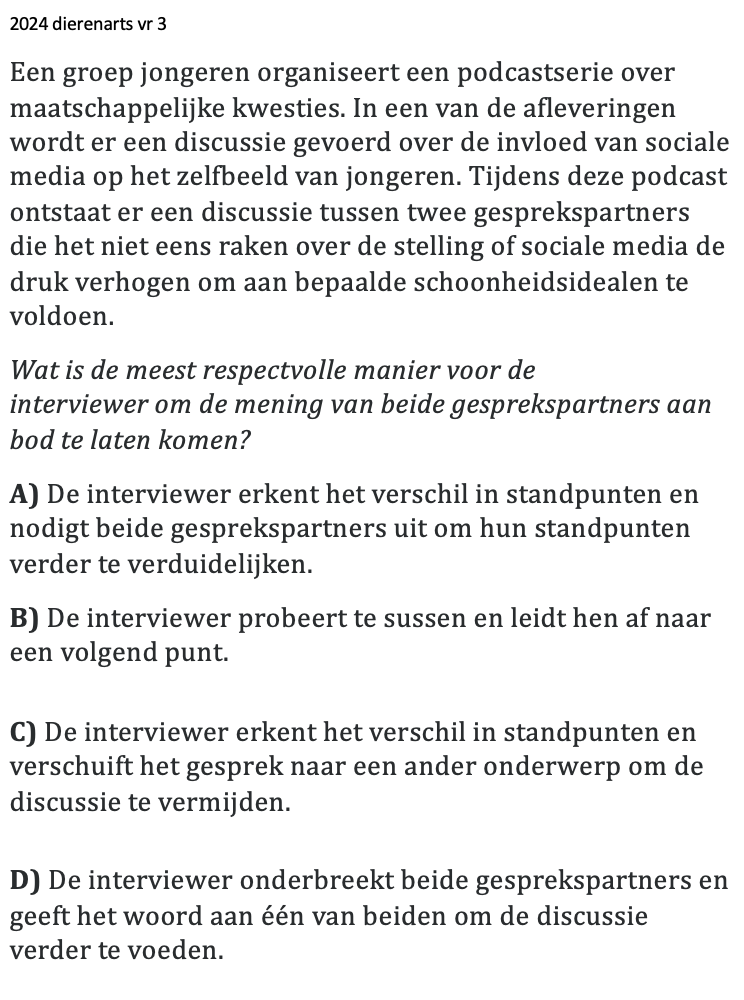 2024 dierenarts vr 3
Een groep jongeren organiseert een podcastserie over
maatschappelijke kwesties. In een van de afleveringen
wordt er een discussie gevoerd over de invloed van sociale
media op het zelfbeeld van jongeren. Tijdens deze podcast
ontstaat er een discussie tussen twee gesprekspartners
die het niet eens raken over de stelling of sociale media de
druk verhogen om aan bepaalde schoonheidsidealen te
voldoen.
Wat is de meest respectvolle manier voor de
interviewer om de mening van beide gesprekspartners aan
bod te laten komen?
A) De interviewer erkent het verschil in standpunten en
nodigt beide gesprekspartners uit om hun standpunten
verder te verduidelijken.
B) De interviewer probeert te sussen en leidt hen af naar
een volgend punt.
C) De interviewer erkent het verschil in standpunten en
verschuift het gesprek naar een ander onderwerp om de
discussie te vermijden.
D) De interviewer onderbreekt beide gesprekspartners en
geeft het woord aan één van beiden om de discussie
verder te voeden.